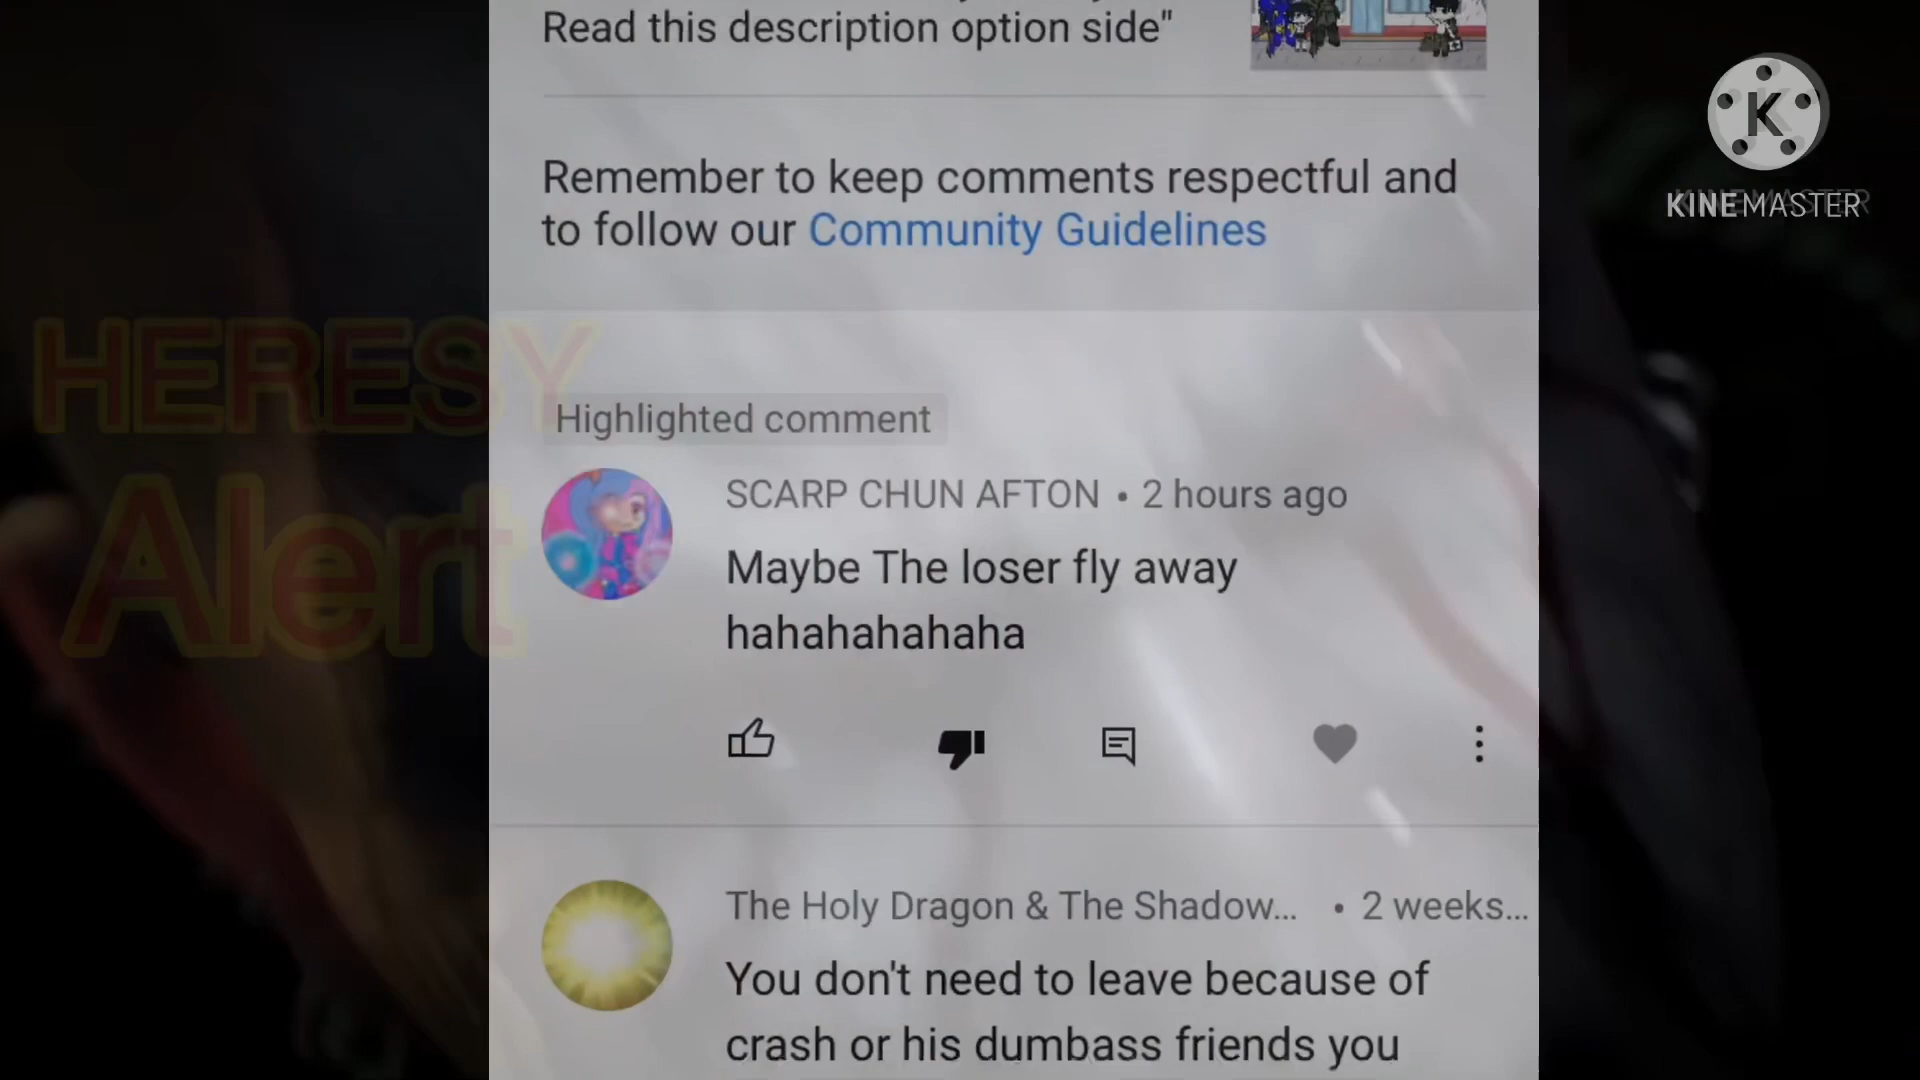 Read this description option side"
Remember to keep comments respectful and
to follow our Community Guidelines
KINEMASTER
HERESY
Alert
Highlighted comment
SCARP CHUN AFTON • 2 hours ago
Maybe The loser fly away
hahahahahaha
The Holy Dragon & The Shadow... • 2 weeks...
You don't need to leave because of
crash or his dumbass friends you